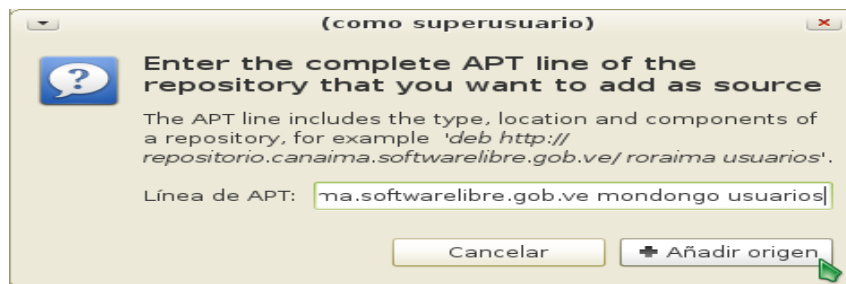 (como superusuario)
Enter the complete APT line of the
repository that you want to add as source
The APT line includes the type, location and components of
a repository, for example 'deb http://
repositorio.canaima.softwarelibre.gob.ve/ roraima usuarios'.
Línea de APT: ma.softwarelibre.gob.ve mondongo usuarios
Cancelar Añadir origen